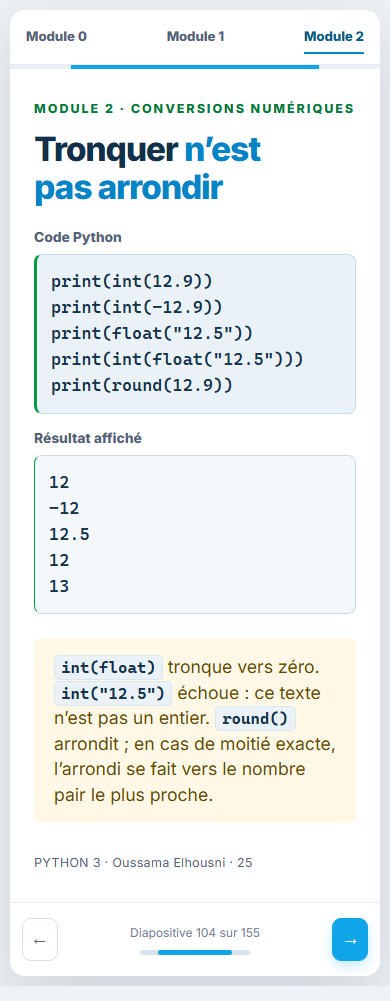 Module 0 Module 1 Module 2
MODULE 2 · CONVERSIONS NUMÉRIQUES
Tronquer n’est
pas arrondir
Code Python
print(int(12.9))
print(int(−12.9))
print(float("12.5"))
print(int(float("12.5")))
print(round(12.9))
Résultat affiché
12
−12
12.5
12
13
int(float) tronque vers zéro.
int("12.5") échoue : ce texte
n’est pas un entier. round()
arrondit ; en cas de moitié exacte,
l’arrondi se fait vers le nombre
pair le plus proche.
PYTHON 3 · Oussama Elhousni · 25
← Diapositive 104 sur 155 →